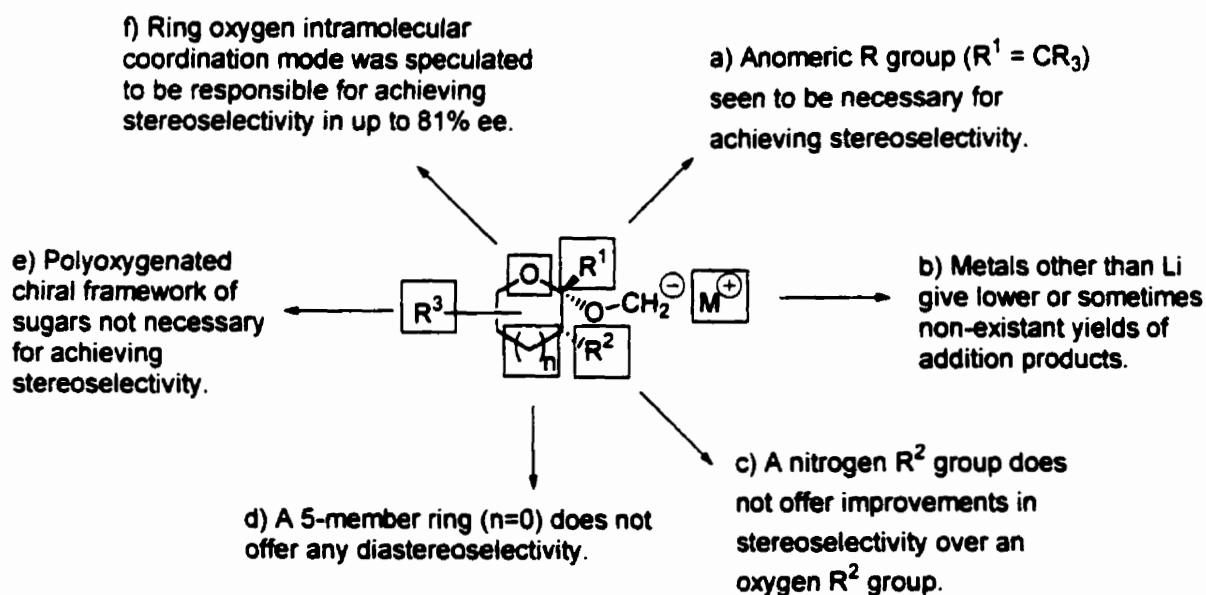 f) Ring oxygen intramolecular
coordination mode was speculated
to be responsible for achieving
stereoselectivity in up to 81% ee.
a) Anomeric R group (R¹ = CR₃)
seen to be necessary for
achieving stereoselectivity.
e) Polyoxygenated
chiral framework of
sugars not necessary
for achieving
stereoselectivity.
R³
O
R¹
O—CH₂⊖
M⊕
R²
( )n
b) Metals other than Li
give lower or sometimes
non-existant yields of
addition products.
d) A 5-member ring (n=0) does not
offer any diastereoselectivity.
c) A nitrogen R² group does
not offer improvements in
stereoselectivity over an
oxygen R² group.